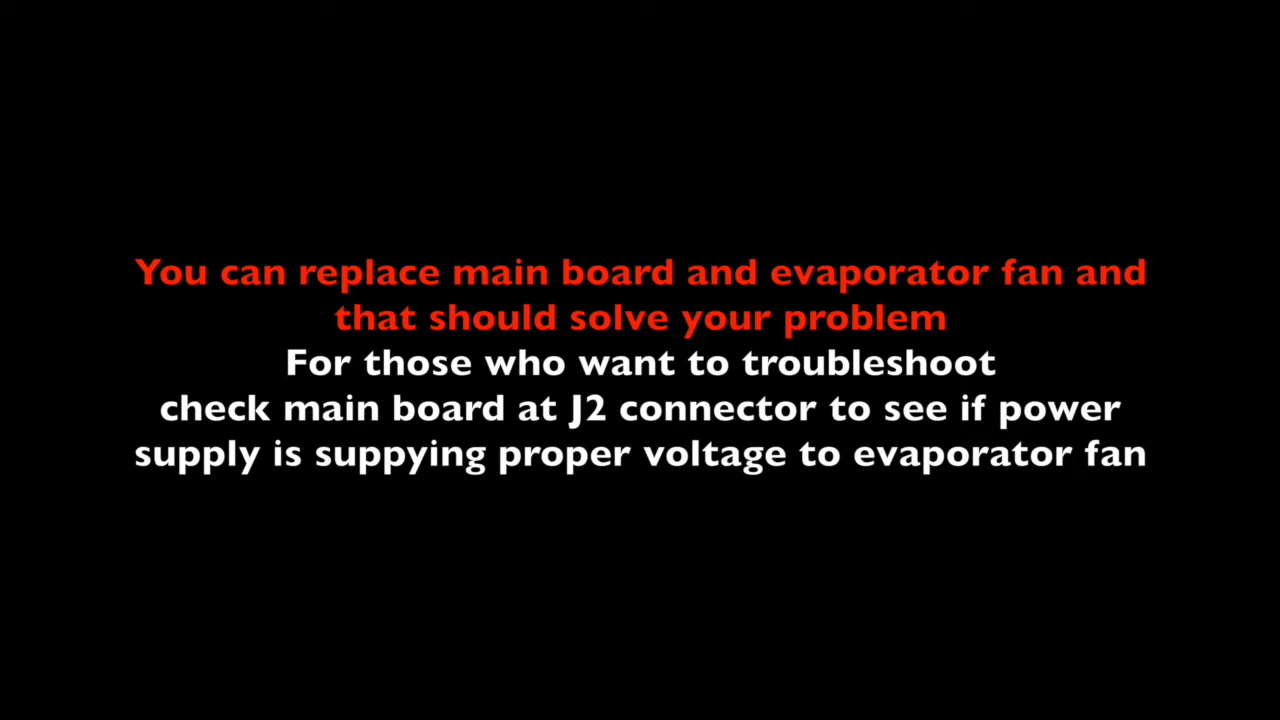 You can replace main board and evaporator fan and
that should solve your problem
For those who want to troubleshoot
check main board at J2 connector to see if power
supply is suppying proper voltage to evaporator fan